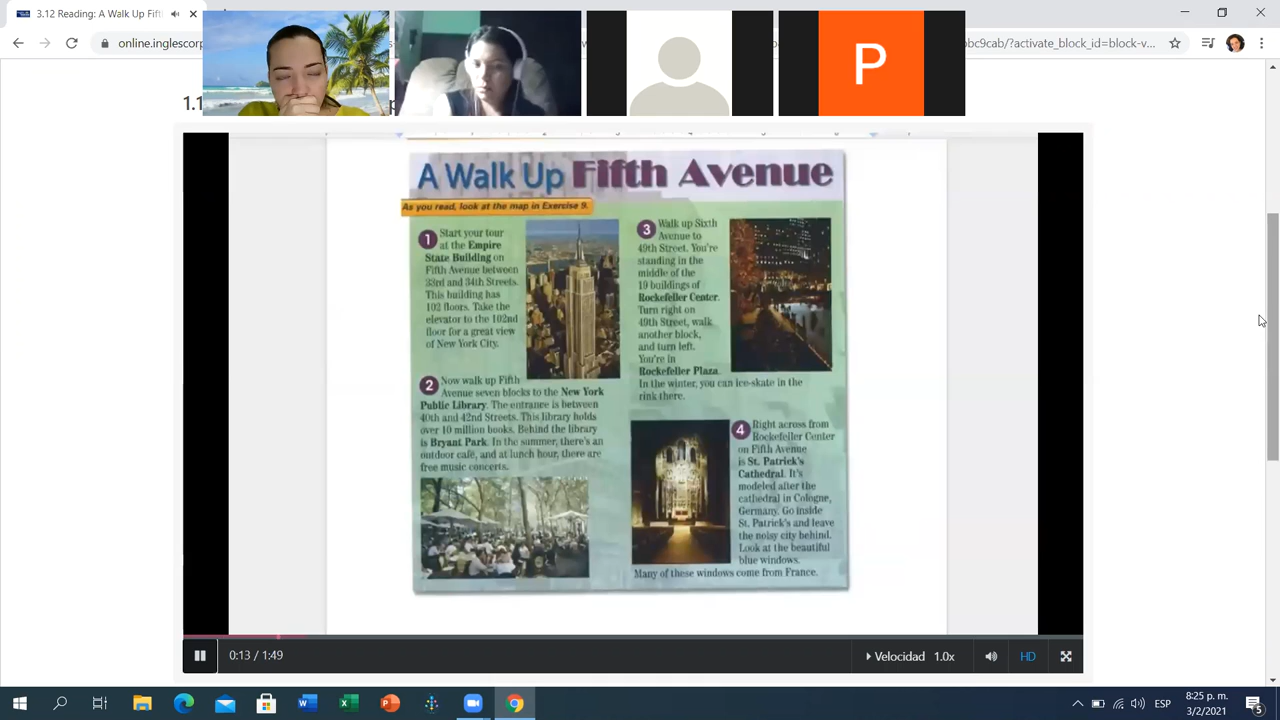 3.12 Reading: A Walk Up Fift
online.inglescorp
bc9cab/?activate_block_id=block-v...
1.1
P
A Walk Up Fifth Avenue
As you read, look at the map in Exercise 9.
1 Start your tour
at the Empire
State Building on
Fifth Avenue between
33rd and 34th Streets.
This building has
102 floors. Take the
elevator to the 102nd
floor for a great view
of New York City.
2 Now walk up Fifth
Avenue seven blocks to the New York
Public Library. The entrance is between
40th and 42nd Streets. This library holds
over 10 million books. Behind the library
is Bryant Park. In the summer, there's an
outdoor café, and at lunch hour, there are
free music concerts.
3 Walk up Sixth
Avenue to
49th Street. You're
standing in the
middle of the
19 buildings of
Rockefeller Center.
Turn right on
49th Street, walk
another block,
and turn left.
You're in
Rockefeller Plaza.
In the winter, you can ice-skate in the
rink there.
4 Right across from
Rockefeller Center
on Fifth Avenue
is St. Patrick's
Cathedral. It's
modeled after the
cathedral in Cologne,
Germany. Go inside
St. Patrick's and leave
the noisy city behind.
Look at the beautiful
blue windows.
Many of these windows come from France.
0:13 / 1:49
Velocidad 1.0x
HD
ESP
8:25 p. m.
3/2/2021
5